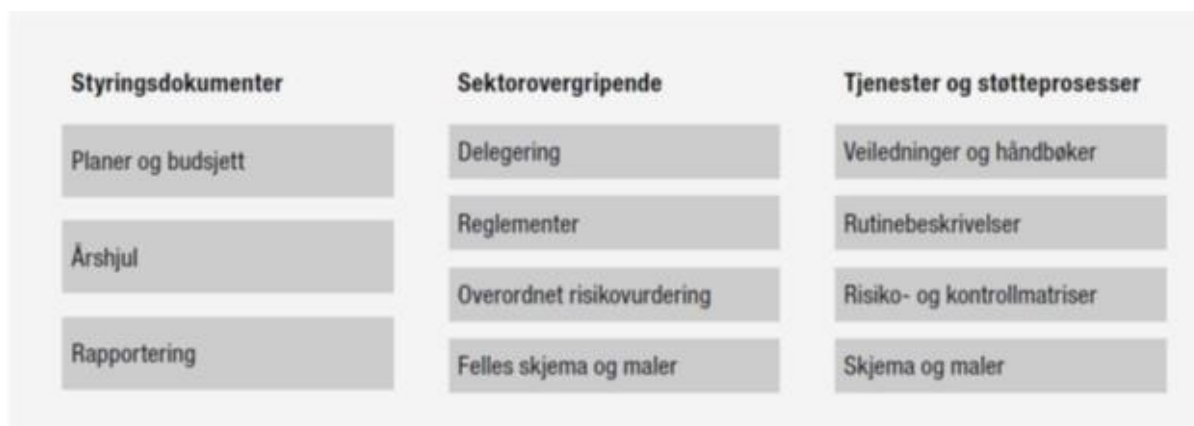 Styringsdokumenter
Planer og budsjett
Årshjul
Rapportering
Sektorovergripende
Delegering
Reglementer
Overordnet risikovurdering
Felles skjema og maler
Tjenester og støtteprosesser
Veiledninger og håndbøker
Rutinebeskrivelser
Risiko- og kontrollmatriser
Skjema og maler